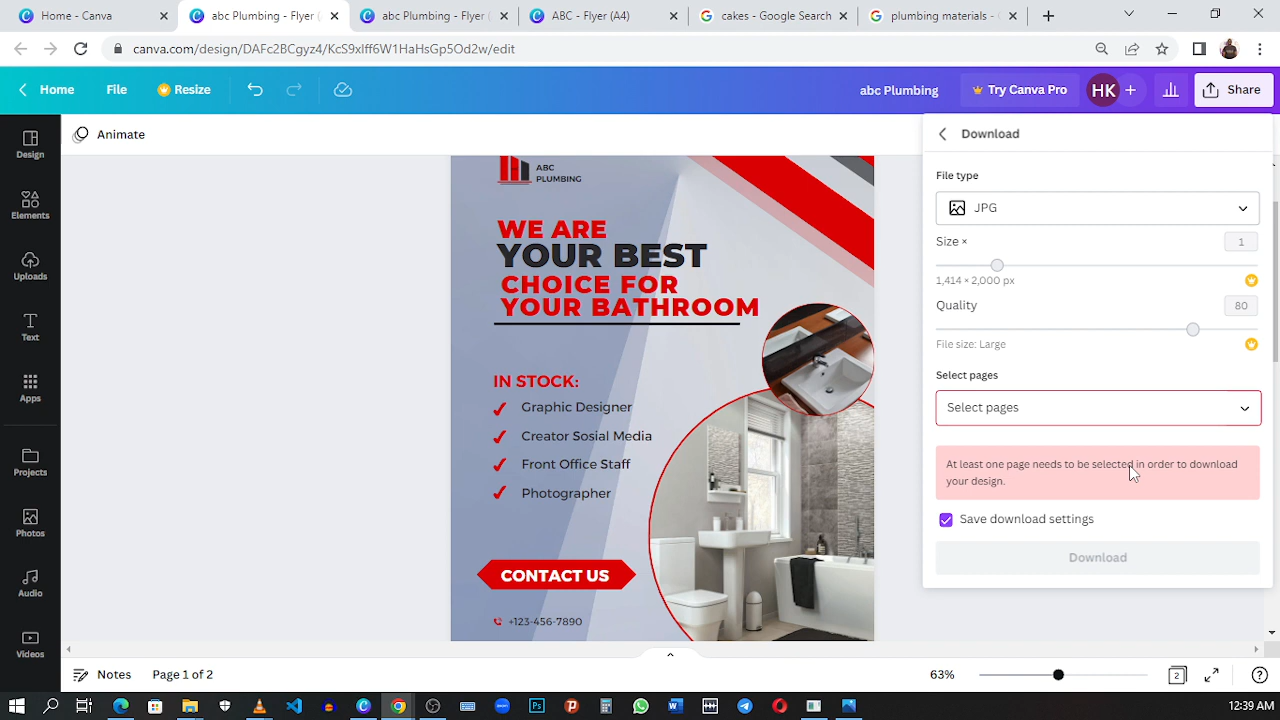 Home - Canva
abc Plumbing - Flyer (
abc Plumbing - Flyer (
ABC - Flyer (A4)
cakes - Google Search
plumbing materials -
canva.com/design/DAFc2BCgyz4/KcS9xIff6W1HaHsGp5Od2w/edit
Home
File
Resize
abc Plumbing
Try Canva Pro
HK
Share
Design
Elements
Uploads
Text
Apps
Projects
Photos
Audio
Videos
Animate
ABC
PLUMBING
WE ARE
YOUR BEST
CHOICE FOR
YOUR BATHROOM
IN STOCK:
Graphic Designer
Creator Sosial Media
Front Office Staff
Photographer
CONTACT US
+123-456-7890
Download
File type
JPG
Size ×
1
1,414 × 2,000 px
Quality
80
File size: Large
Select pages
Select pages
At least one page needs to be selected in order to download
your design.
Save download settings
Download
Notes
Page 1 of 2
63%
2
12:39 AM